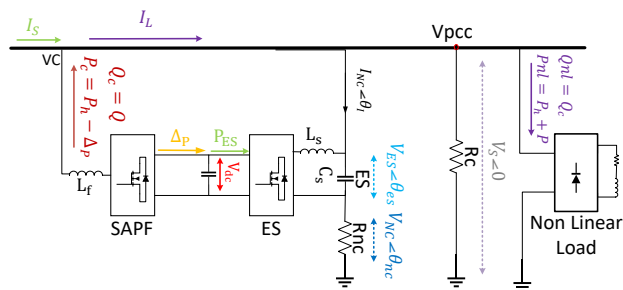 I_S
I_L
Vpcc
VC
P_c = P_h − Δ_P
Q_c = Q
I_NC∠θ_I
Δ_P
P_ES
L_s
V_dc
L_f
SAPF
ES
C_s
ES
V_ES∠θ_es
Rnc
V_NC∠θ_nc
Rc
V_S∠0
Pnl = P_h + P
Qnl = Q_c
Non Linear
Load